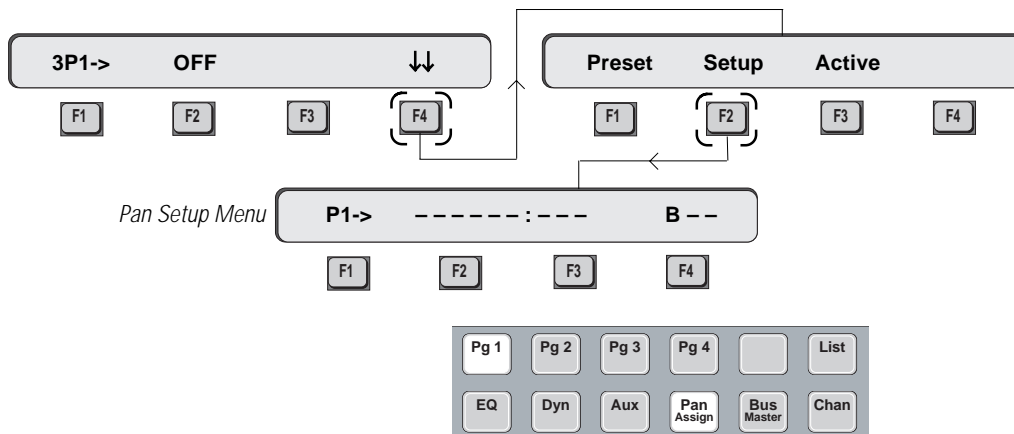 3P1-> OFF ↓↓
F1 F2 F3 F4
Preset Setup Active
F1 F2 F3 F4
Pan Setup Menu
P1-> – – – – – – : – – – B – –
F1 F2 F3 F4
Pg 1 Pg 2 Pg 3 Pg 4 List
EQ Dyn Aux Pan Assign Bus Master Chan